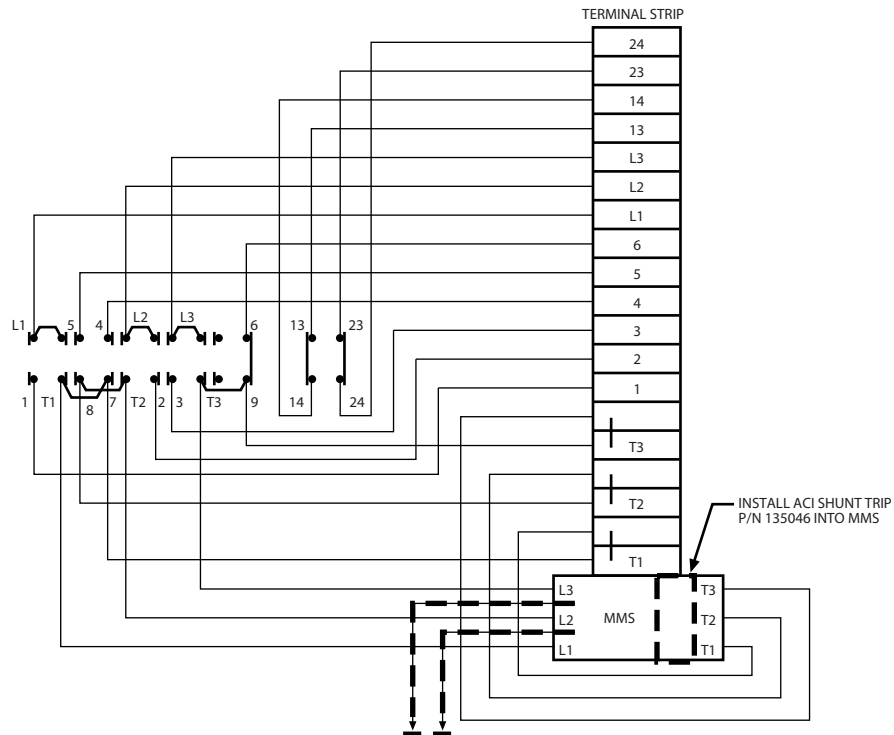 TERMINAL STRIP
24
23
14
13
L3
L2
L1
6
5
4
3
2
1
T3
T2
T1
L1 5 4 L2 L3 6 13 23
1 T1 8 7 T2 2 3 T3 9 14 24
INSTALL ACI SHUNT TRIP
P/N 135046 INTO MMS
L3 T3
L2 MMS T2
L1 T1